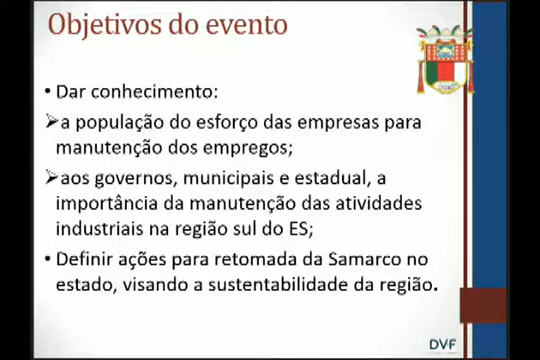 Objetivos do evento
• Dar conhecimento:
➢a população do esforço das empresas para
manutenção dos empregos;
➢aos governos, municipais e estadual, a
importância da manutenção das atividades
industriais na região sul do ES;
• Definir ações para retomada da Samarco no
estado, visando a sustentabilidade da região.
DVF